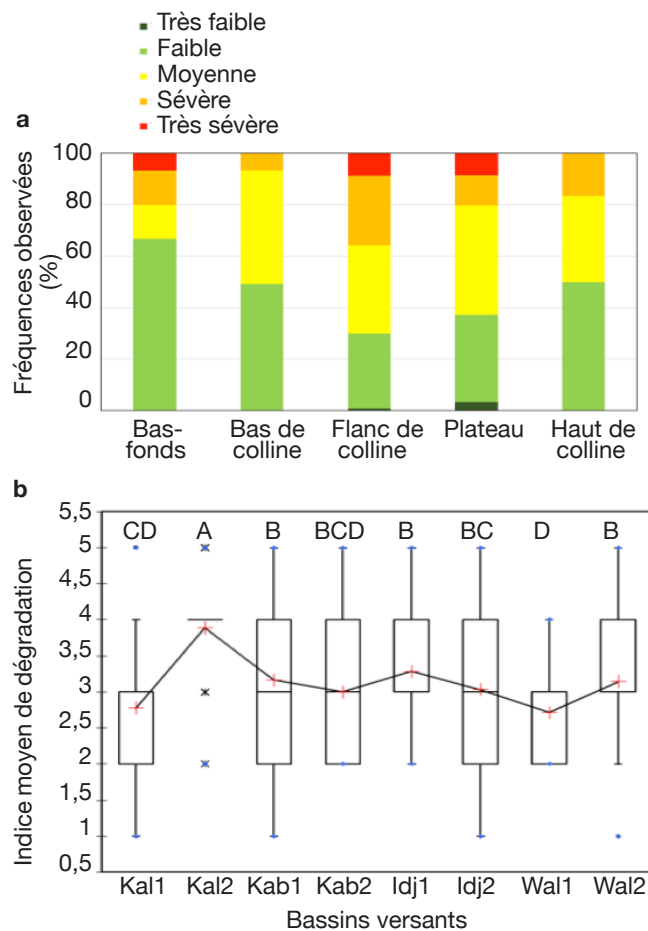 Très faible
Faible
Moyenne
Sévère
Très sévère
a
Fréquences observées
(%)
100
80
60
40
20
0
Bas-
fonds
Bas de
colline
Flanc de
colline
Plateau
Haut de
colline
b
Indice moyen de dégradation
5,5
5
4,5
4
3,5
3
2,5
2
1,5
1
0,5
CD A B BCD B BC D B
Kal1 Kal2 Kab1 Kab2 Idj1 Idj2 Wal1 Wal2
Bassins versants